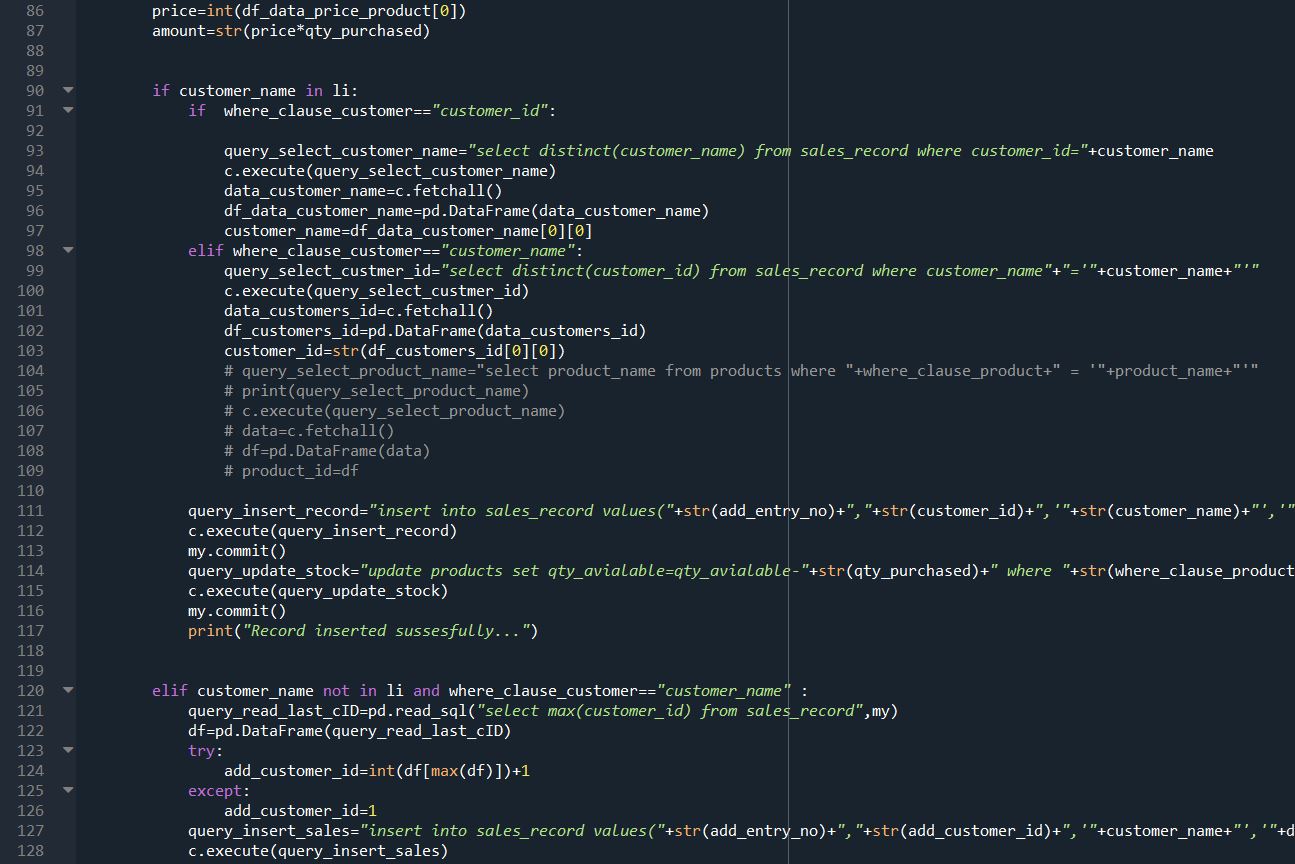 86 price=int(df_data_price_product[0])
87 amount=str(price*qty_purchased)
88
89
90 if customer_name in li:
91 if  where_clause_customer=="customer_id":
92
93 query_select_customer_name="select distinct(customer_name) from sales_record where customer_id="+customer_name
94 c.execute(query_select_customer_name)
95 data_customer_name=c.fetchall()
96 df_data_customer_name=pd.DataFrame(data_customer_name)
97 customer_name=df_data_customer_name[0][0]
98 elif where_clause_customer=="customer_name":
99 query_select_custmer_id="select distinct(customer_id) from sales_record where customer_name"+"='"+customer_name+"'"
100 c.execute(query_select_custmer_id)
101 data_customers_id=c.fetchall()
102 df_customers_id=pd.DataFrame(data_customers_id)
103 customer_id=str(df_customers_id[0][0])
104 # query_select_product_name="select product_name from products where "+where_clause_product+" = '"+product_name+"'"
105 # print(query_select_product_name)
106 # c.execute(query_select_product_name)
107 # data=c.fetchall()
108 # df=pd.DataFrame(data)
109 # product_id=df
110
111 query_insert_record="insert into sales_record values("+str(add_entry_no)+","+str(customer_id)+",'"+str(customer_name)+"','"
112 c.execute(query_insert_record)
113 my.commit()
114 query_update_stock="update products set qty_avialable=qty_avialable-"+str(qty_purchased)+" where "+str(where_clause_product
115 c.execute(query_update_stock)
116 my.commit()
117 print("Record inserted sussesfully...")
118
119
120 elif customer_name not in li and where_clause_customer=="customer_name" :
121 query_read_last_cID=pd.read_sql("select max(customer_id) from sales_record",my)
122 df=pd.DataFrame(query_read_last_cID)
123 try:
124 add_customer_id=int(df[max(df)])+1
125 except:
126 add_customer_id=1
127 query_insert_sales="insert into sales_record values("+str(add_entry_no)+","+str(add_customer_id)+",'"+customer_name+"','"+d
128 c.execute(query_insert_sales)